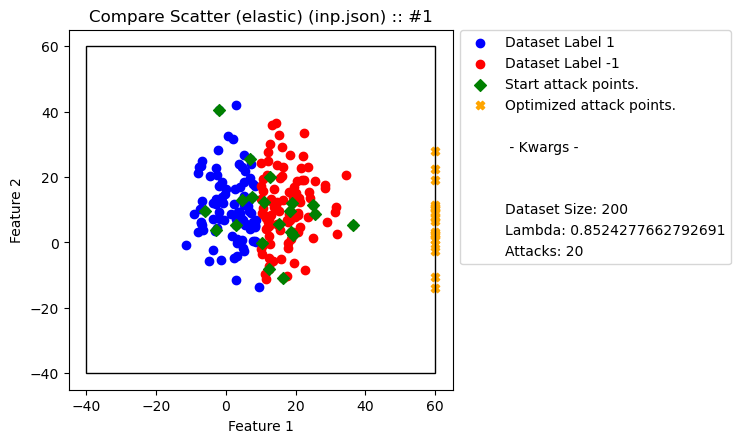 Compare Scatter (elastic) (inp.json) :: #1
60
40
20
0
−20
−40
Feature 2
−40
−20
0
20
40
60
Feature 1
Dataset Label 1
Dataset Label -1
Start attack points.
Optimized attack points.
- Kwargs -
Dataset Size: 200
Lambda: 0.8524277662792691
Attacks: 20